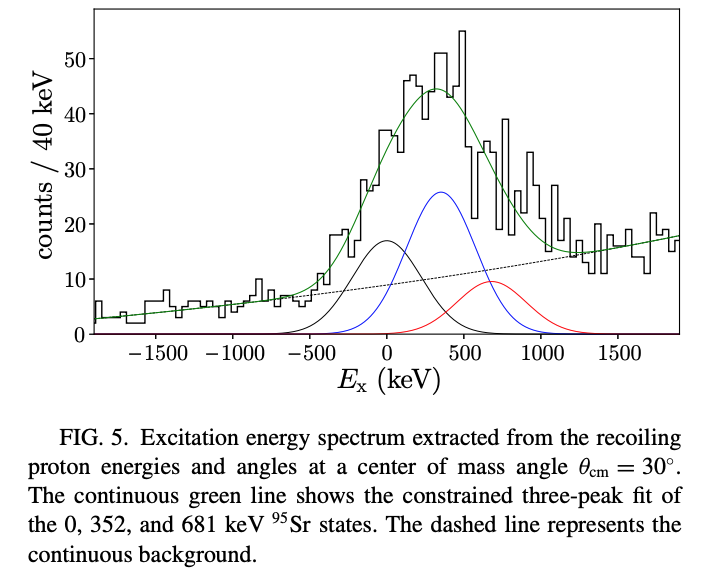 counts / 40 keV
50
40
30
20
10
0
−1500 −1000 −500 0 500 1000 1500
Eₓ (keV)
FIG. 5. Excitation energy spectrum extracted from the recoiling
proton energies and angles at a center of mass angle θcm = 30°.
The continuous green line shows the constrained three-peak fit of
the 0, 352, and 681 keV ⁹⁵Sr states. The dashed line represents the
continuous background.